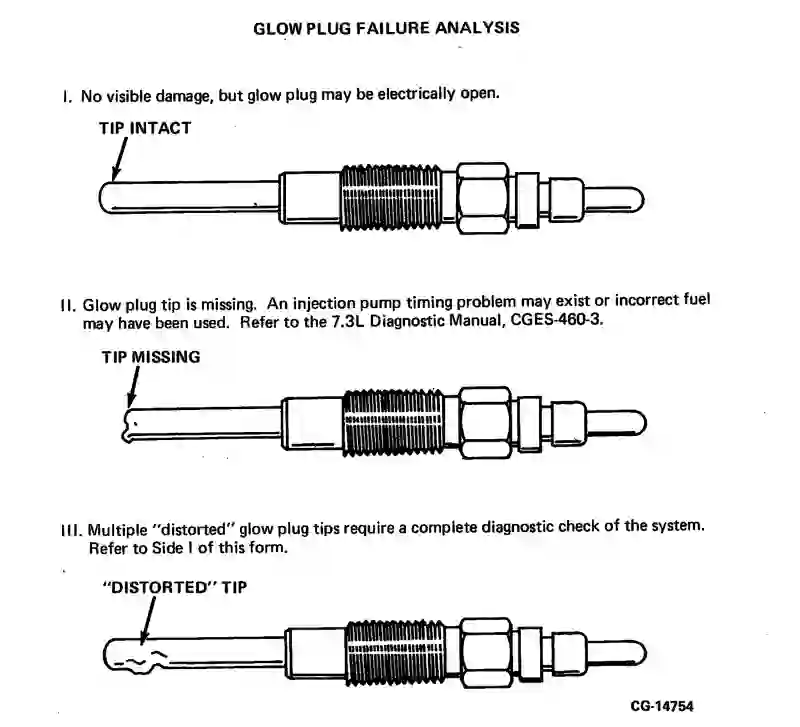 GLOW PLUG FAILURE ANALYSIS
I. No visible damage, but glow plug may be electrically open.
TIP INTACT
II. Glow plug tip is missing. An injection pump timing problem may exist or incorrect fuel
may have been used. Refer to the 7.3L Diagnostic Manual, CGES-460-3.
TIP MISSING
III. Multiple "distorted" glow plug tips require a complete diagnostic check of the system.
Refer to Side I of this form.
"DISTORTED" TIP
CG-14754